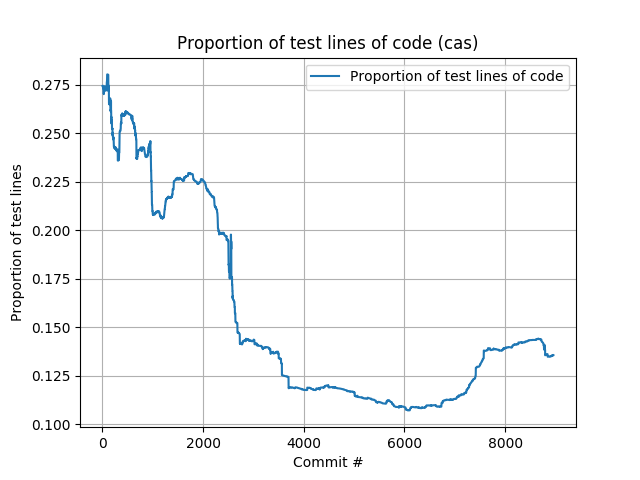 Proportion of test lines of code (cas)
Proportion of test lines of code
0.275
0.250
0.225
0.200
0.175
0.150
0.125
0.100
Proportion of test lines
0 2000 4000 6000 8000
Commit #